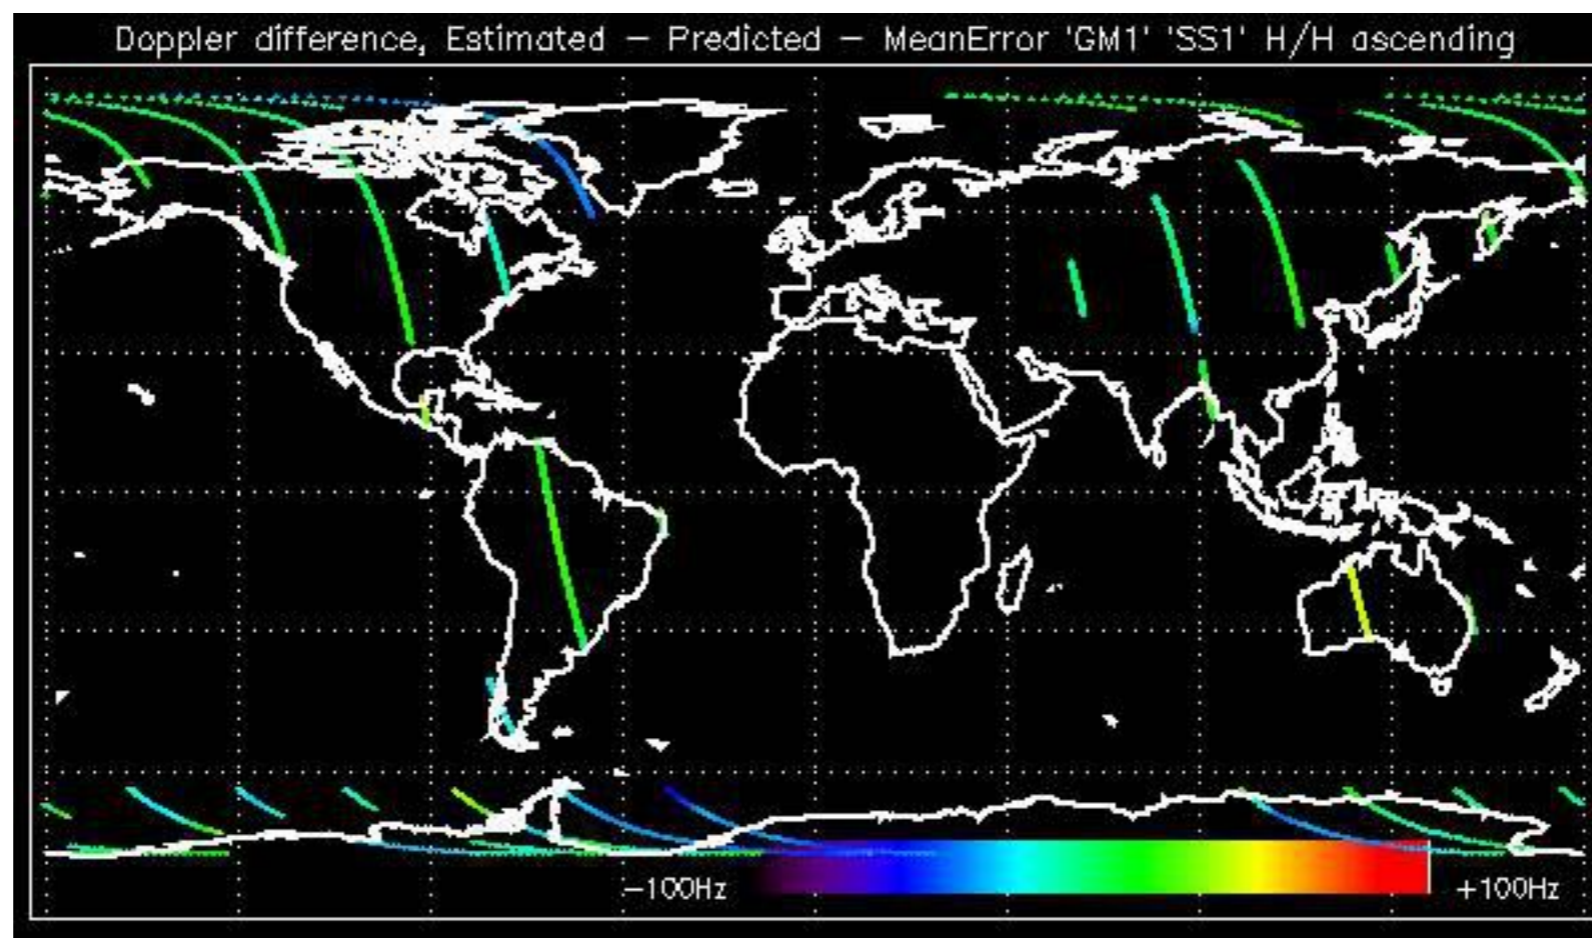 Doppler difference, Estimated – Predicted – MeanError 'GM1' 'SS1' H/H ascending
–100Hz +100Hz